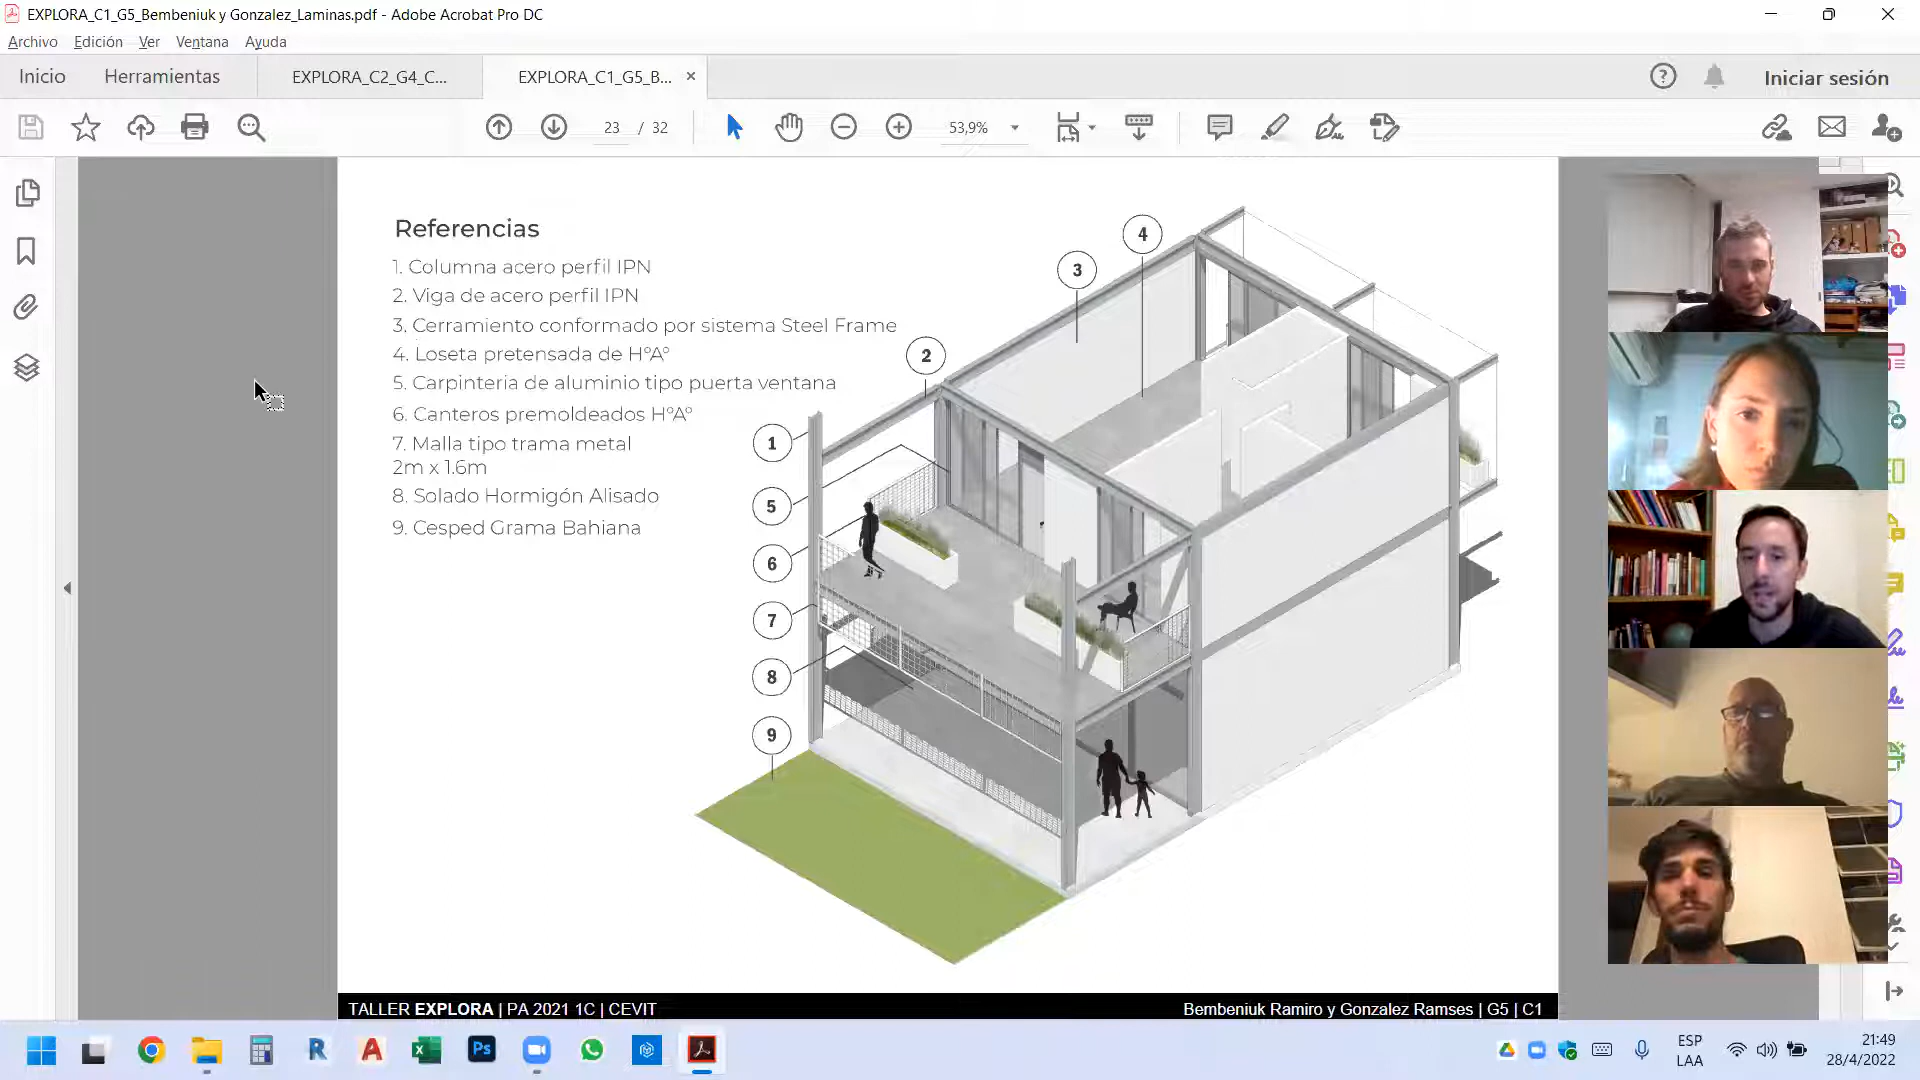 EXPLORA_C1_G5_Bembeniuk y Gonzalez_Laminas.pdf - Adobe Acrobat Pro DC
Archivo Edición Ver Ventana Ayuda
Inicio Herramientas EXPLORA_C2_G4_C... EXPLORA_C1_G5_B... Iniciar sesión
23 / 32 53,9%
Referencias
1. Columna acero perfil IPN
2. Viga de acero perfil IPN
3. Cerramiento conformado por sistema Steel Frame
4. Loseta pretensada de HºAº
5. Carpinteria de aluminio tipo puerta ventana
6. Canteros premoldeados HºAº
7. Malla tipo trama metal
2m x 1.6m
8. Solado Hormigón Alisado
9. Cesped Grama Bahiana
4
3
2
1
5
6
7
8
9
TALLER EXPLORA | PA 2021 1C | CEVIT
Bembeniuk Ramiro y Gonzalez Ramses | G5 | C1
ESP
LAA
21:49
28/4/2022